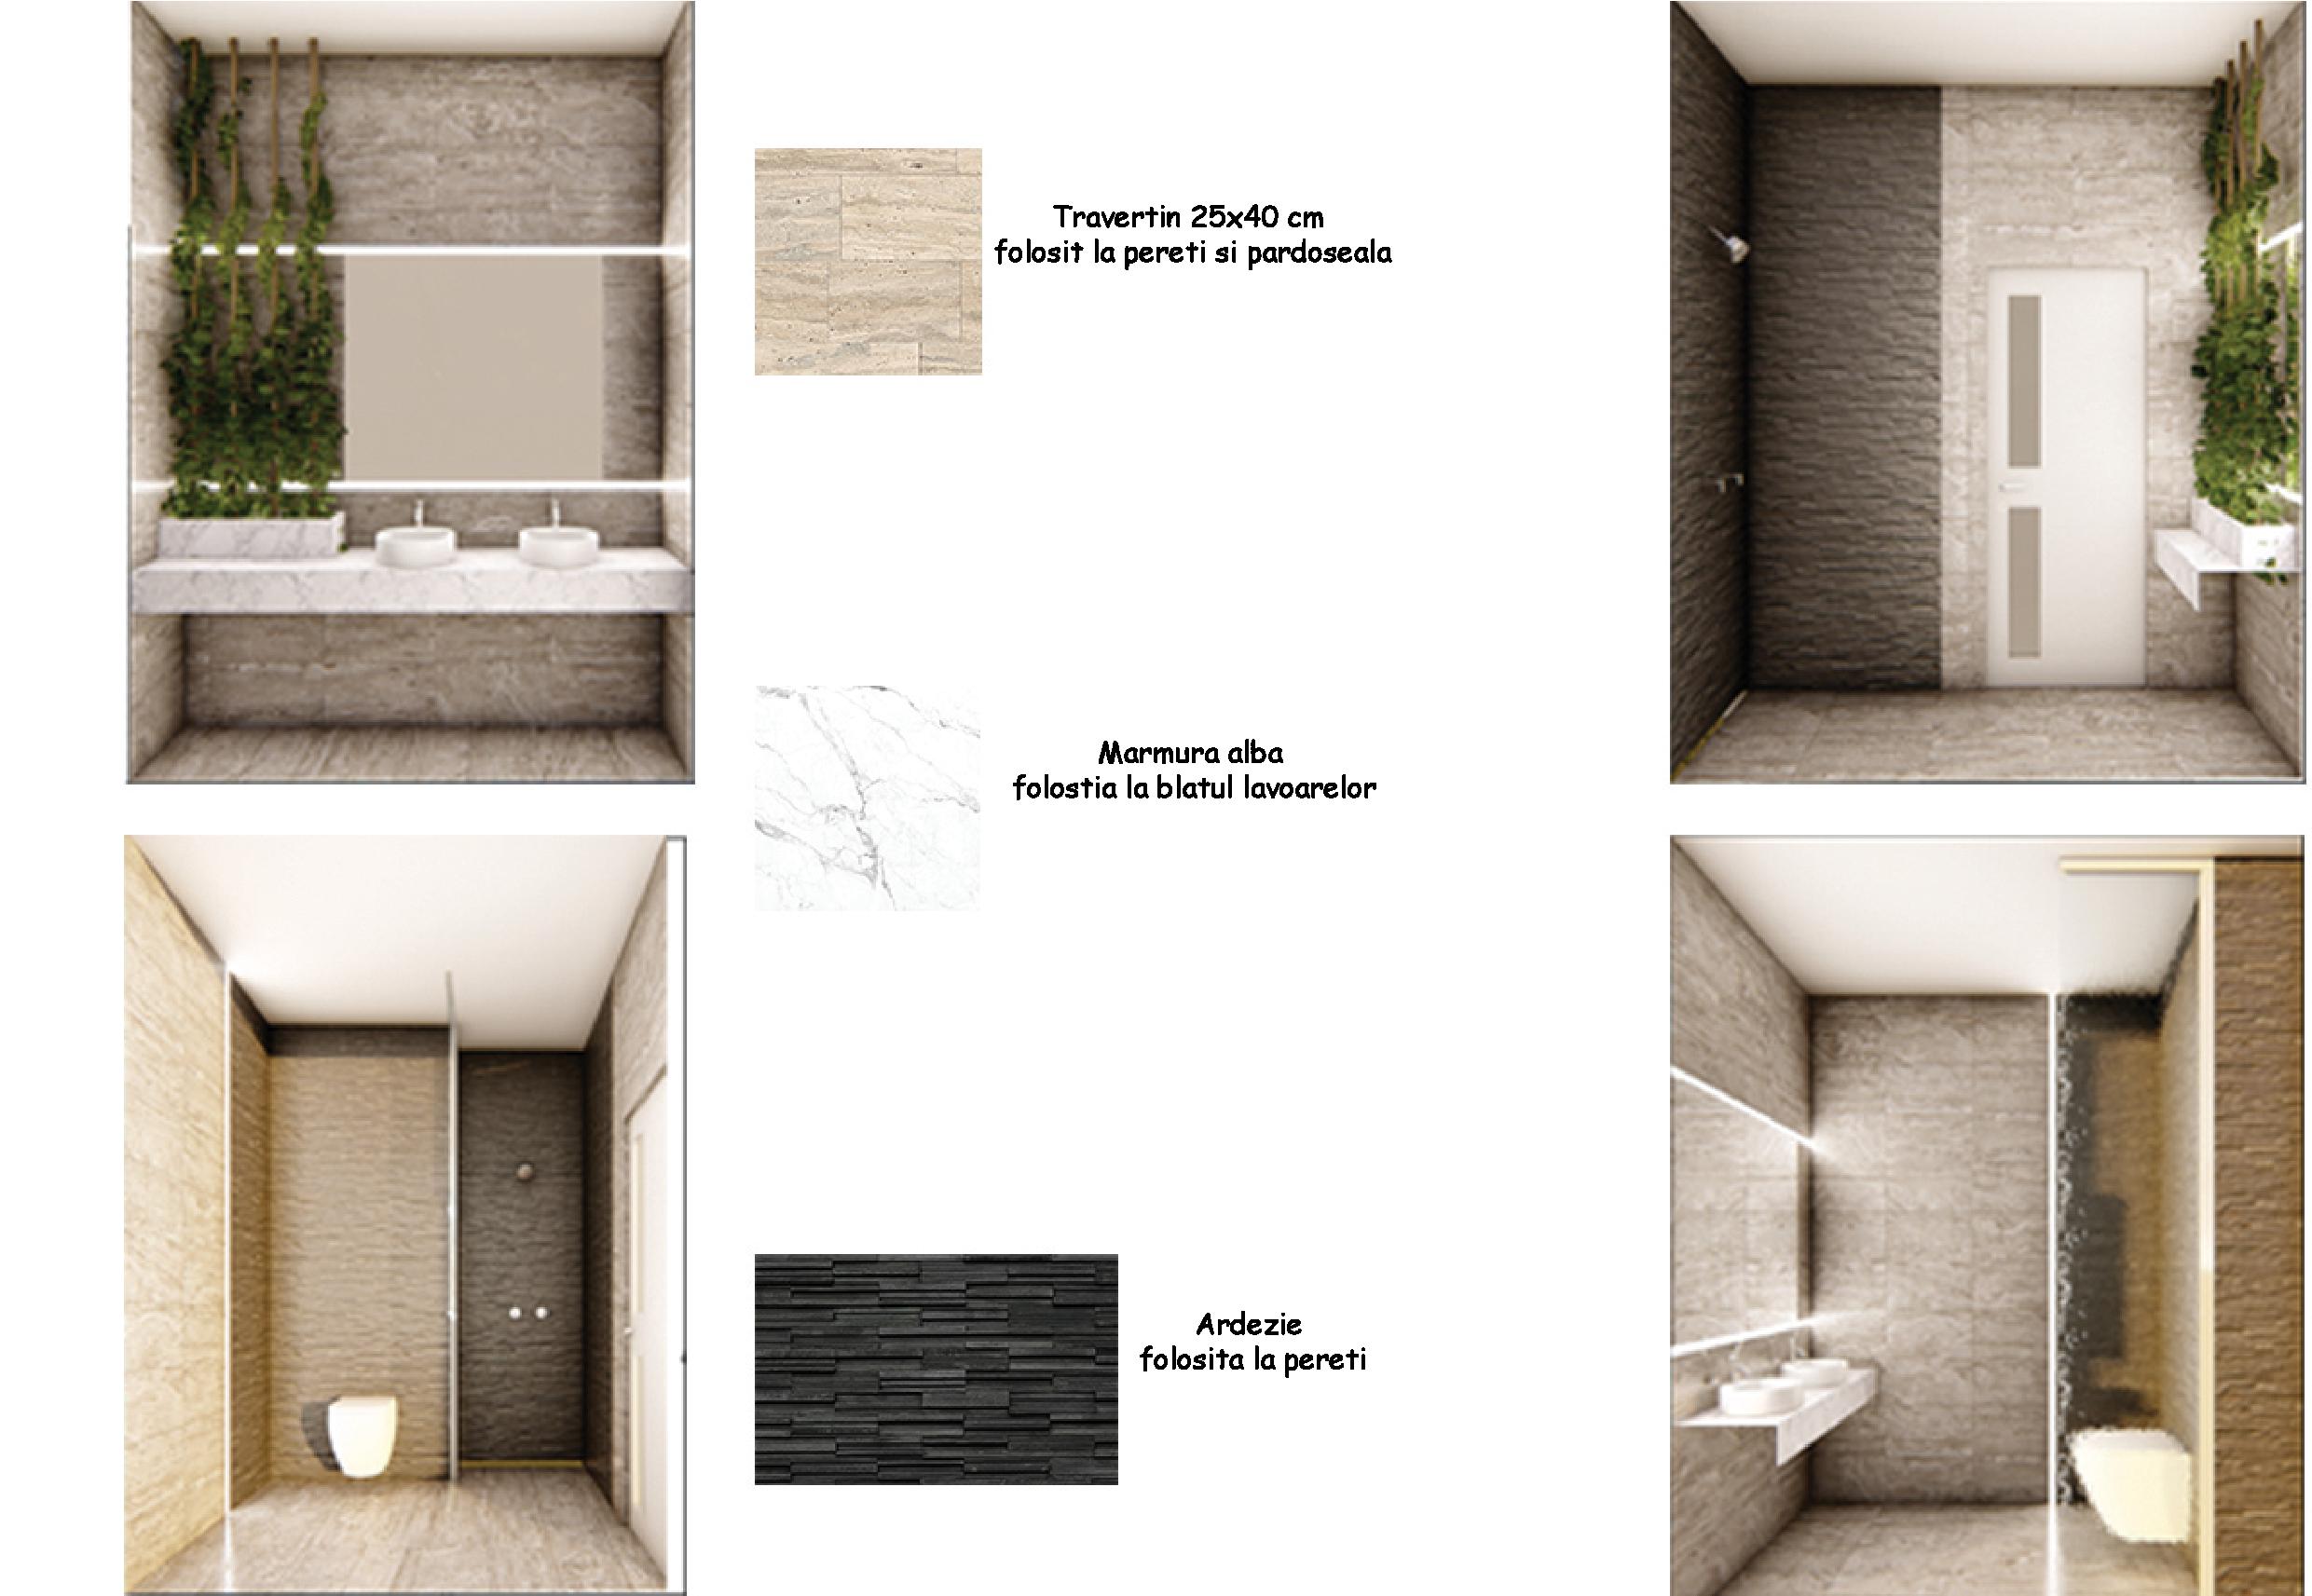 Travertin 25x40 cm
folosit la pereti si pardoseala
Marmura alba
folostia la blatul lavoarelor
Ardezie
folosita la pereti